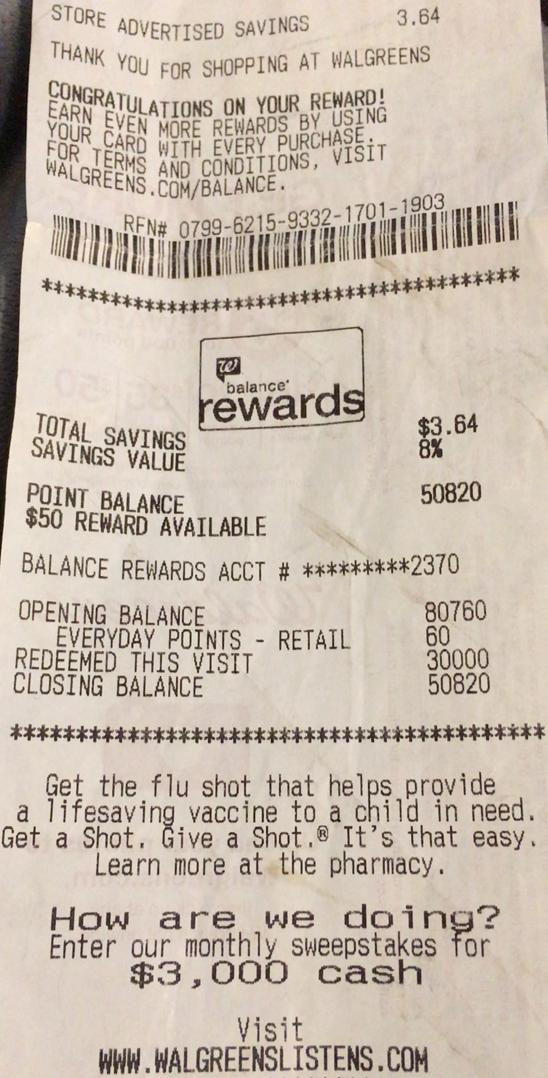 STORE ADVERTISED SAVINGS 3.64
THANK YOU FOR SHOPPING AT WALGREENS
CONGRATULATIONS ON YOUR REWARD!
EARN EVEN MORE REWARDS BY USING
YOUR CARD WITH EVERY PURCHASE.
FOR TERMS AND CONDITIONS, VISIT
WALGREENS.COM/BALANCE.
RFN# 0799-6215-9332-1701-1903
******************************************
W
balance®
rewards
TOTAL SAVINGS $3.64
SAVINGS VALUE 8%
POINT BALANCE 50820
$50 REWARD AVAILABLE
BALANCE REWARDS ACCT # *********2370
OPENING BALANCE 80760
EVERYDAY POINTS - RETAIL 60
REDEEMED THIS VISIT 30000
CLOSING BALANCE 50820
******************************************
Get the flu shot that helps provide
a lifesaving vaccine to a child in need.
Get a Shot. Give a Shot.® It's that easy.
Learn more at the pharmacy.
How are we doing?
Enter our monthly sweepstakes for
$3,000 cash
Visit
WWW.WALGREENSLISTENS.COM